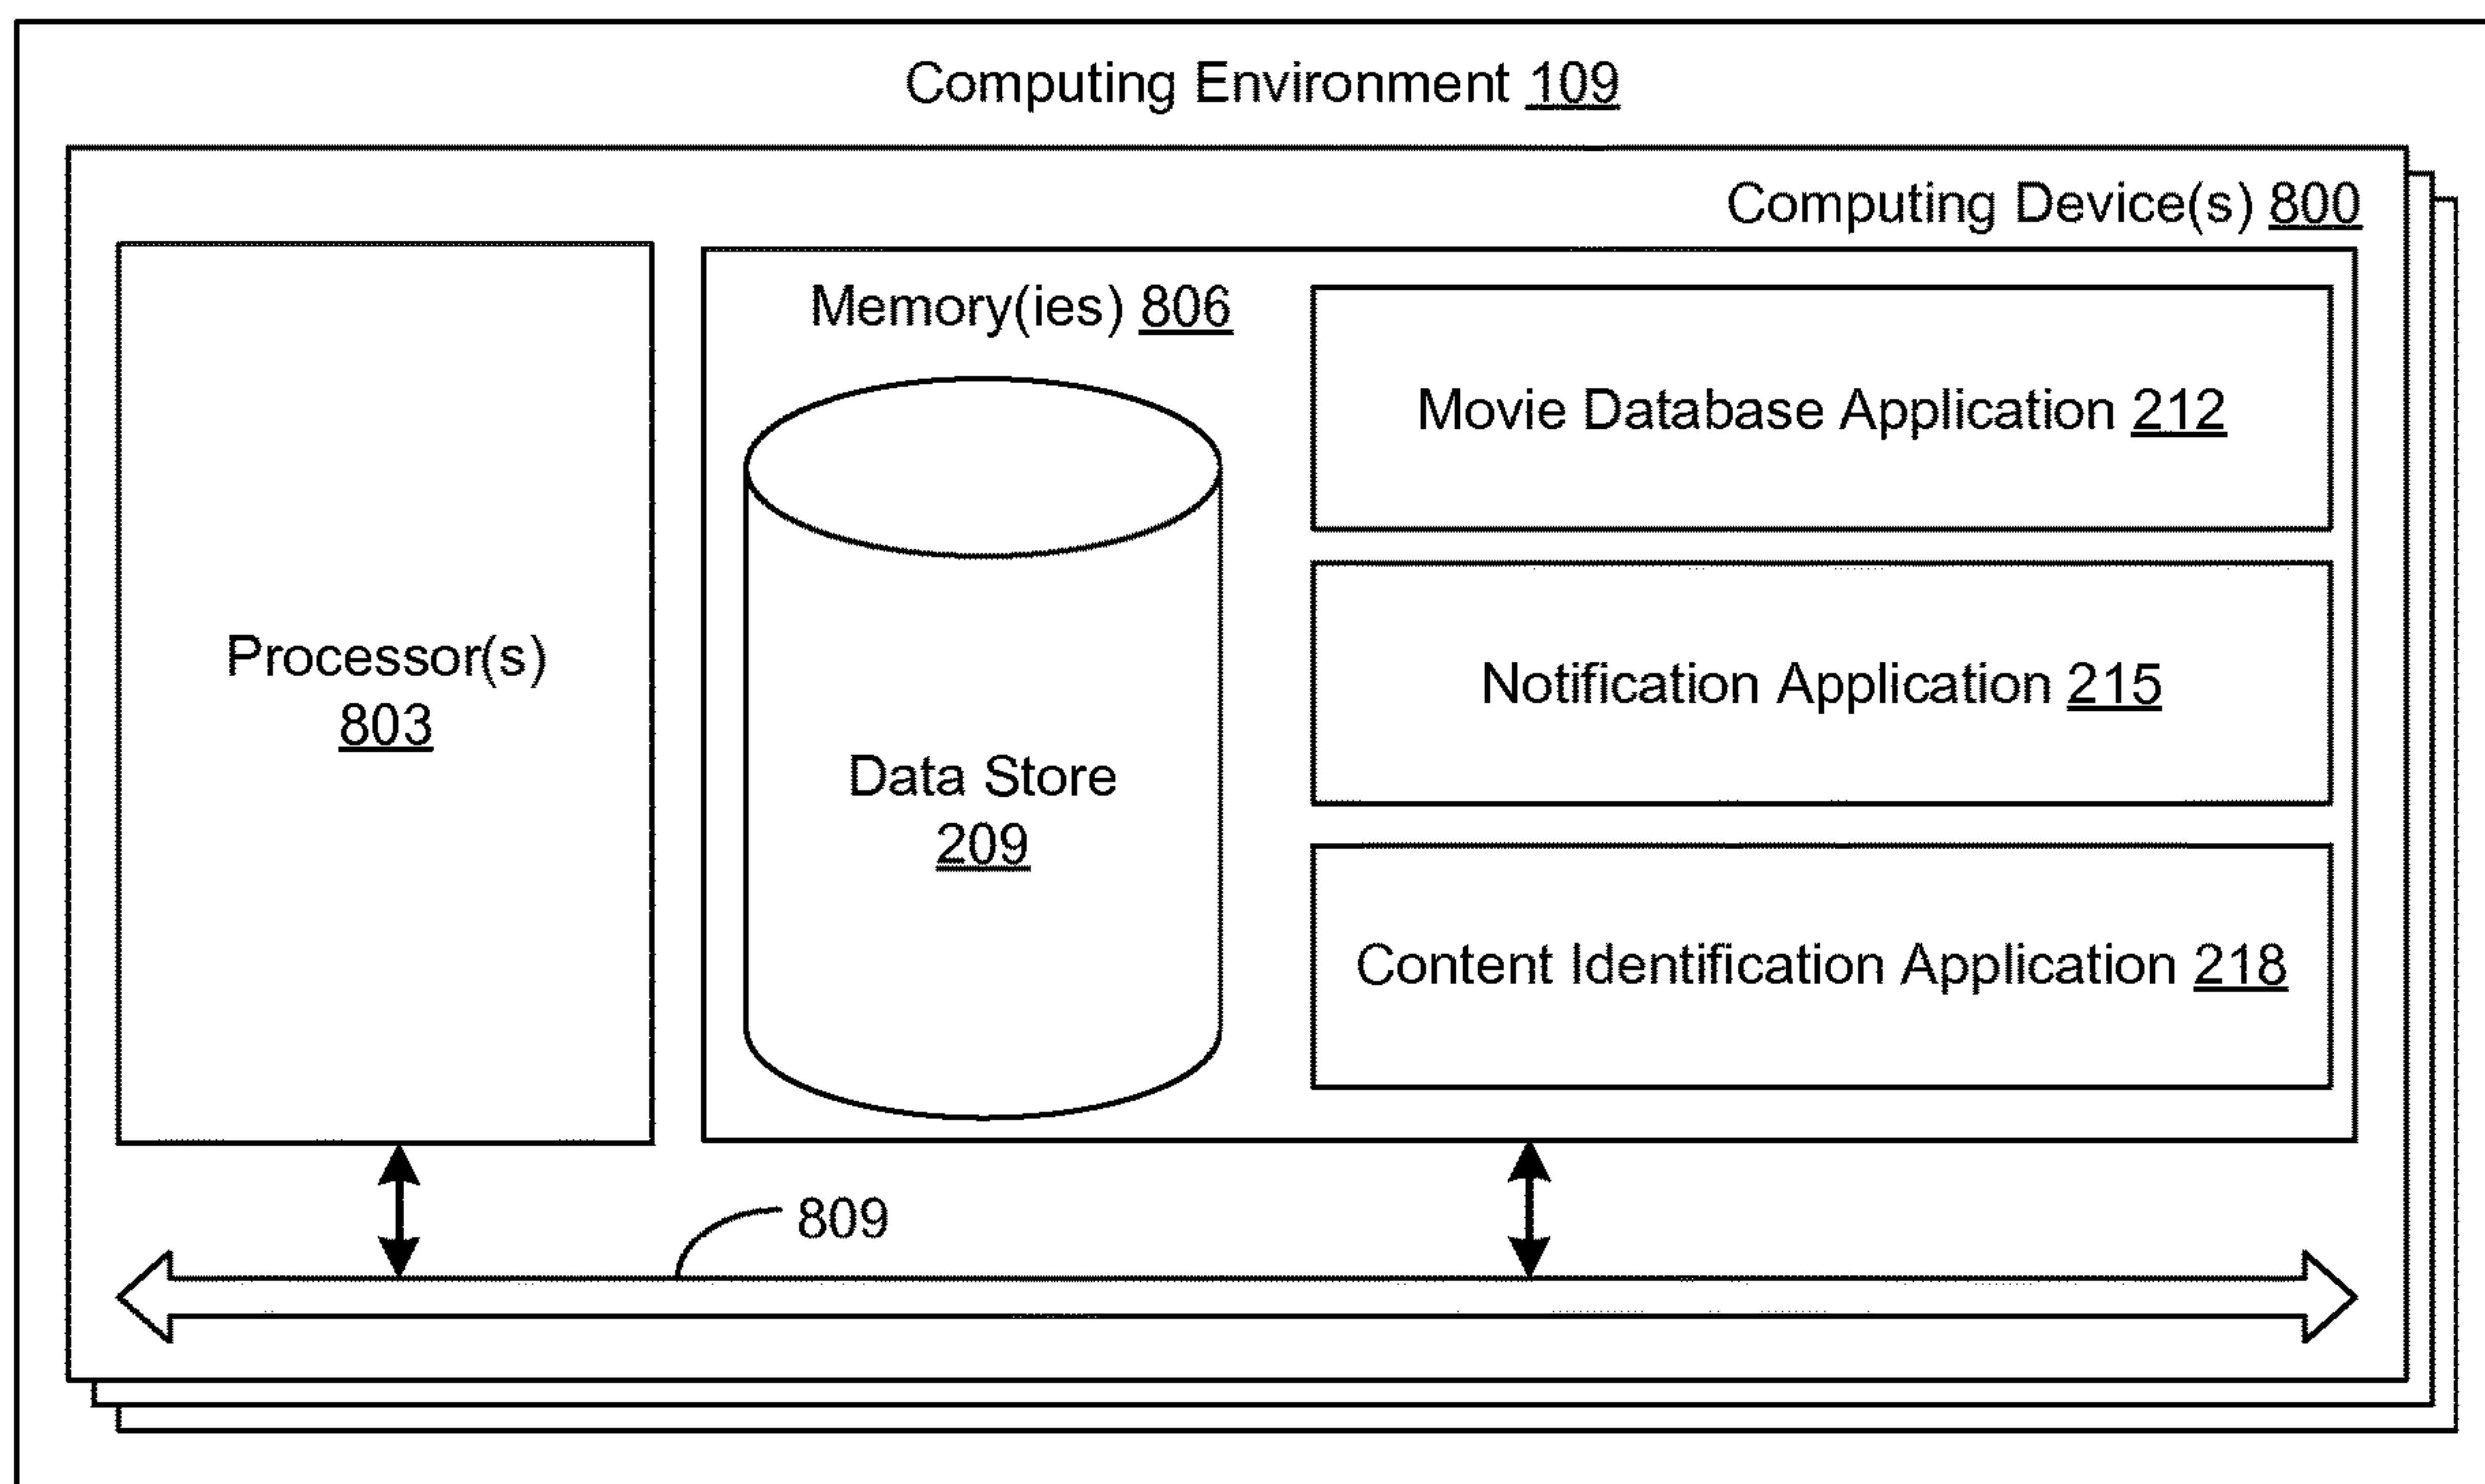 Computing Environment 109
Computing Device(s) 800
Memory(ies) 806
Movie Database Application 212
Processor(s)
803
Notification Application 215
Data Store
209
Content Identification Application 218
809